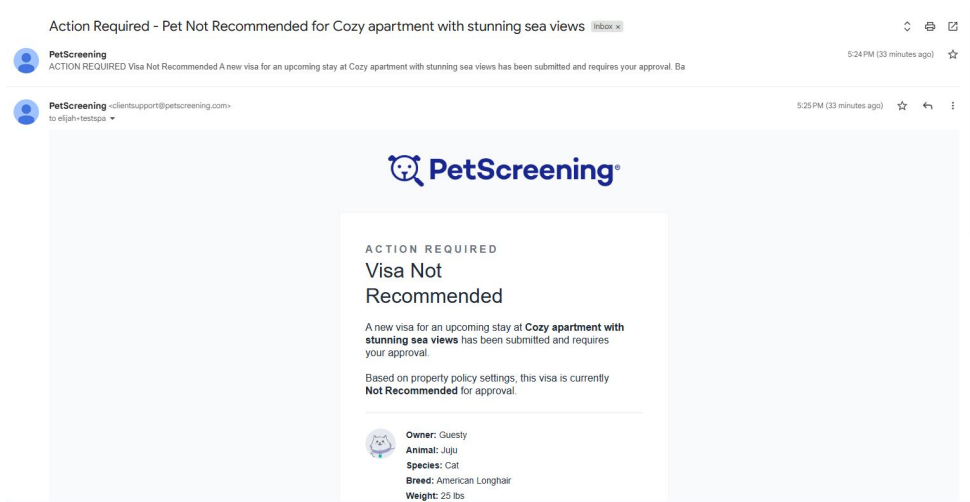 Action Required - Pet Not Recommended for Cozy apartment with stunning sea views Inbox ×
PetScreening
5:24 PM (33 minutes ago)
ACTION REQUIRED Visa Not Recommended A new visa for an upcoming stay at Cozy apartment with stunning sea views has been submitted and requires your approval. Ba
PetScreening <clientsupport@petscreening.com>
5:25 PM (33 minutes ago)
to elijah+testspa
PetScreening®
ACTION REQUIRED
Visa Not
Recommended
A new visa for an upcoming stay at Cozy apartment with
stunning sea views has been submitted and requires
your approval.
Based on property policy settings, this visa is currently
Not Recommended for approval.
Owner: Guesty
Animal: Juju
Species: Cat
Breed: American Longhair
Weight: 25 lbs